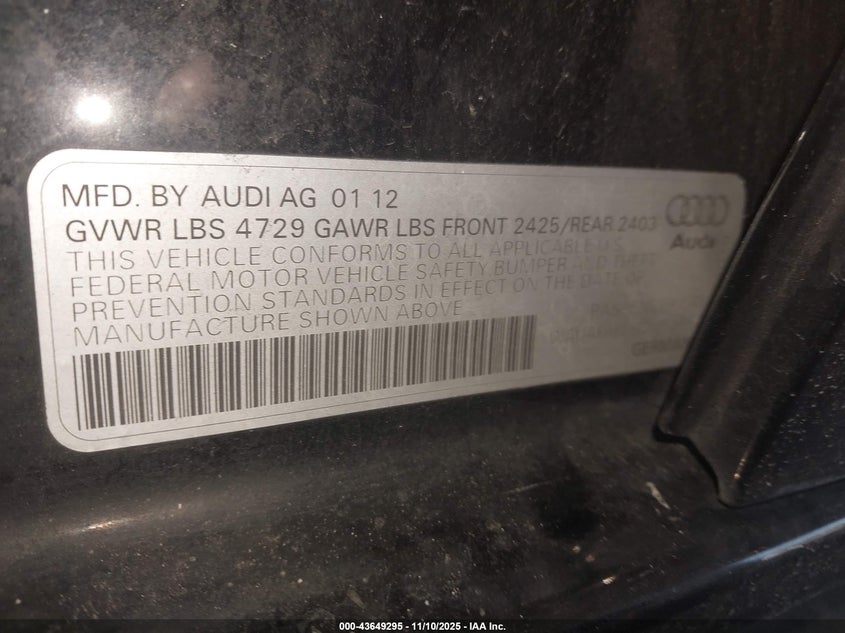 MFD. BY AUDI AG 01 12
GVWR LBS 4729 GAWR LBS FRONT 2425/REAR 2403
Audi
THIS VEHICLE CONFORMS TO ALL APPLICABLE U.S.
FEDERAL MOTOR VEHICLE SAFETY BUMPER AND THEFT
PREVENTION STANDARDS IN EFFECT ON THE DATE OF
MANUFACTURE SHOWN ABOVE
000-43649295 - 11/10/2025 - IAA Inc.